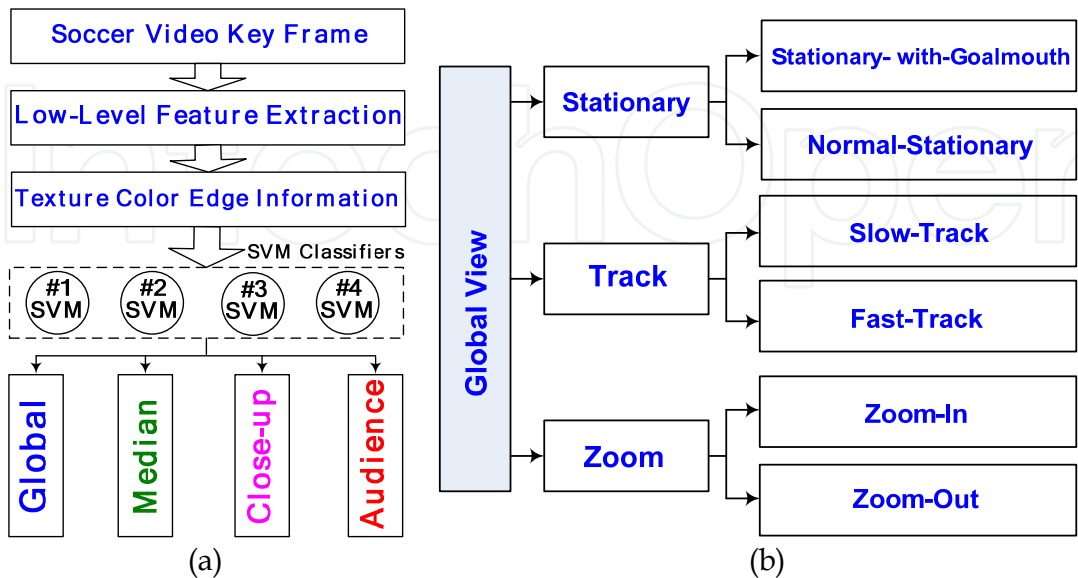 Soccer Video Key Frame
Low-Level Feature Extraction
Texture Color Edge Information
SVM Classifiers
#1 SVM
#2 SVM
#3 SVM
#4 SVM
Global
Median
Close-up
Audience
(a)
Global View
Stationary
Stationary- with-Goalmouth
Normal-Stationary
Track
Slow-Track
Fast-Track
Zoom
Zoom-In
Zoom-Out
(b)
IntechOpen